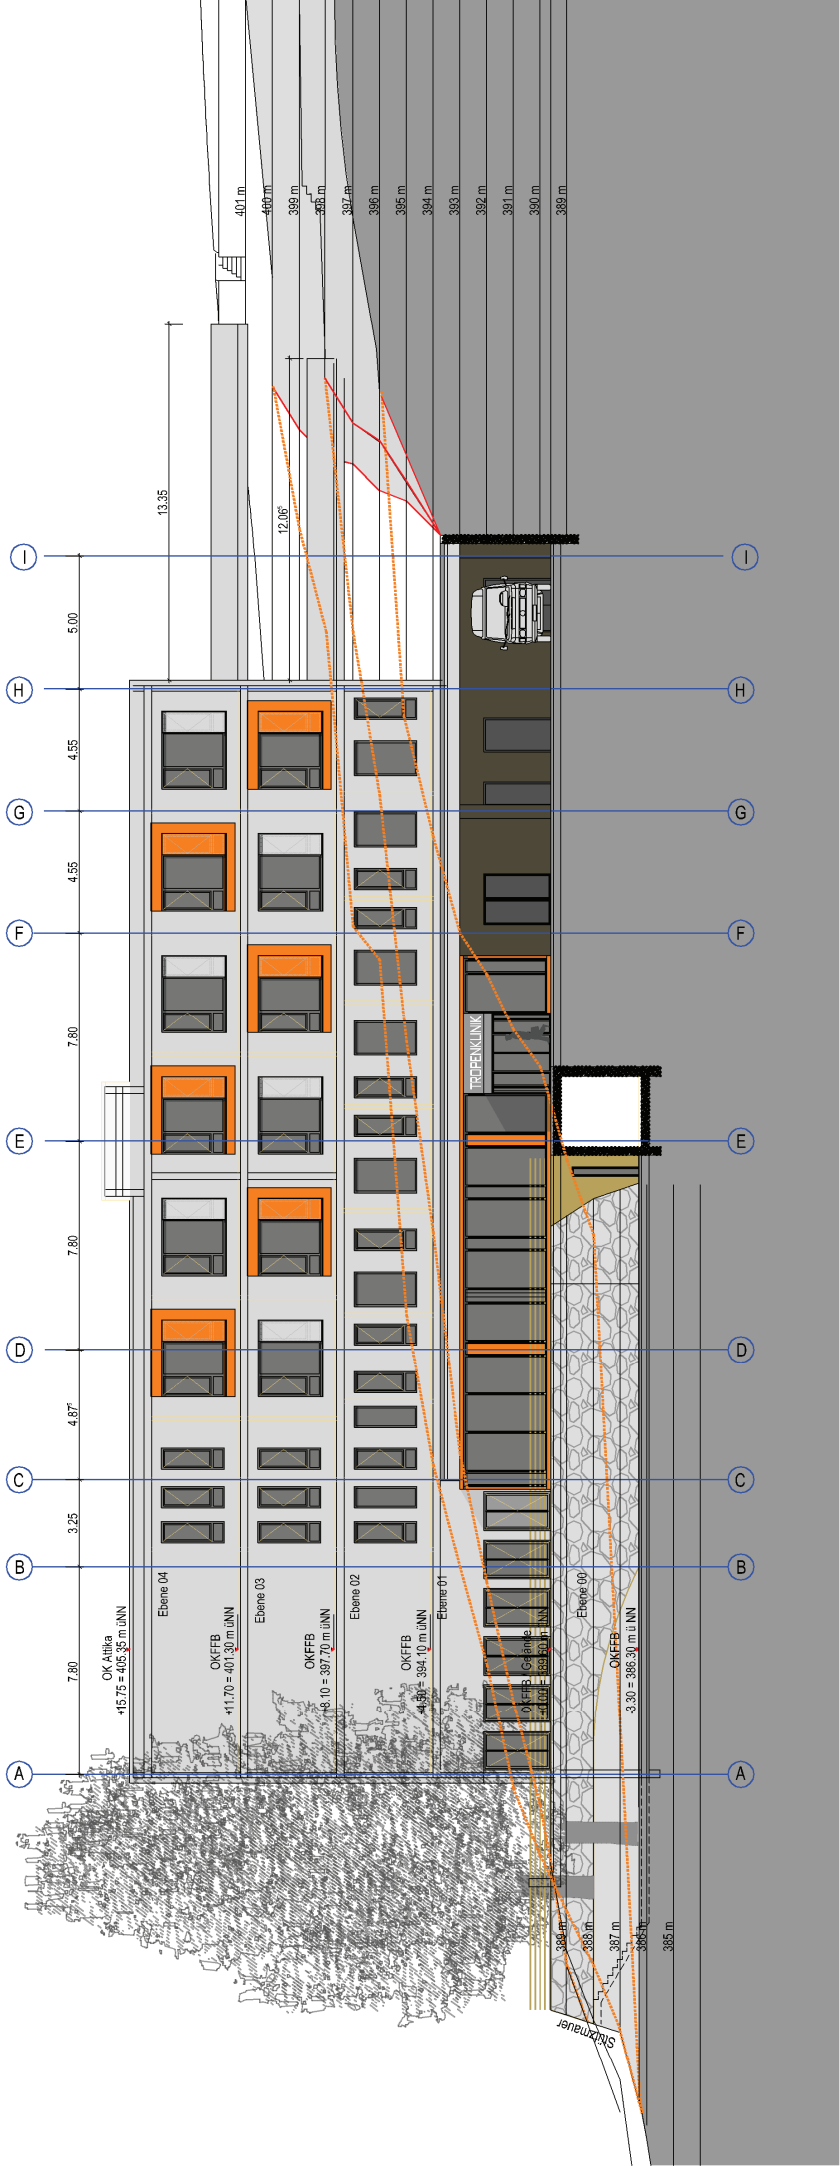 OK Attika
+15.75 = 405.35 m üNN
Ebene 04
OKFFB
+11.70 = 401.30 m üNN
Ebene 03
OKFFB
+8.10 = 397.70 m üNN
Ebene 02
OKFFB
+4.50 = 394.10 m üNN
Ebene 01
OKFFB / Gelände
±0.00 = 389.60 m üNN
Ebene 00
OKFFB
-3.30 = 386.30 m ü NN
A
B
C
D
E
F
G
H
I
7.80
3.25
4.87⁵
7.80
7.80
4.55
4.55
5.00
13.35
12.06⁵
401 m
400 m
399 m
398 m
397 m
396 m
395 m
394 m
393 m
392 m
391 m
390 m
389 m
TROPENKLINIK
389 m
388 m
387 m
386 m
385 m
Stützmauer
A
B
C
D
E
F
G
H
I